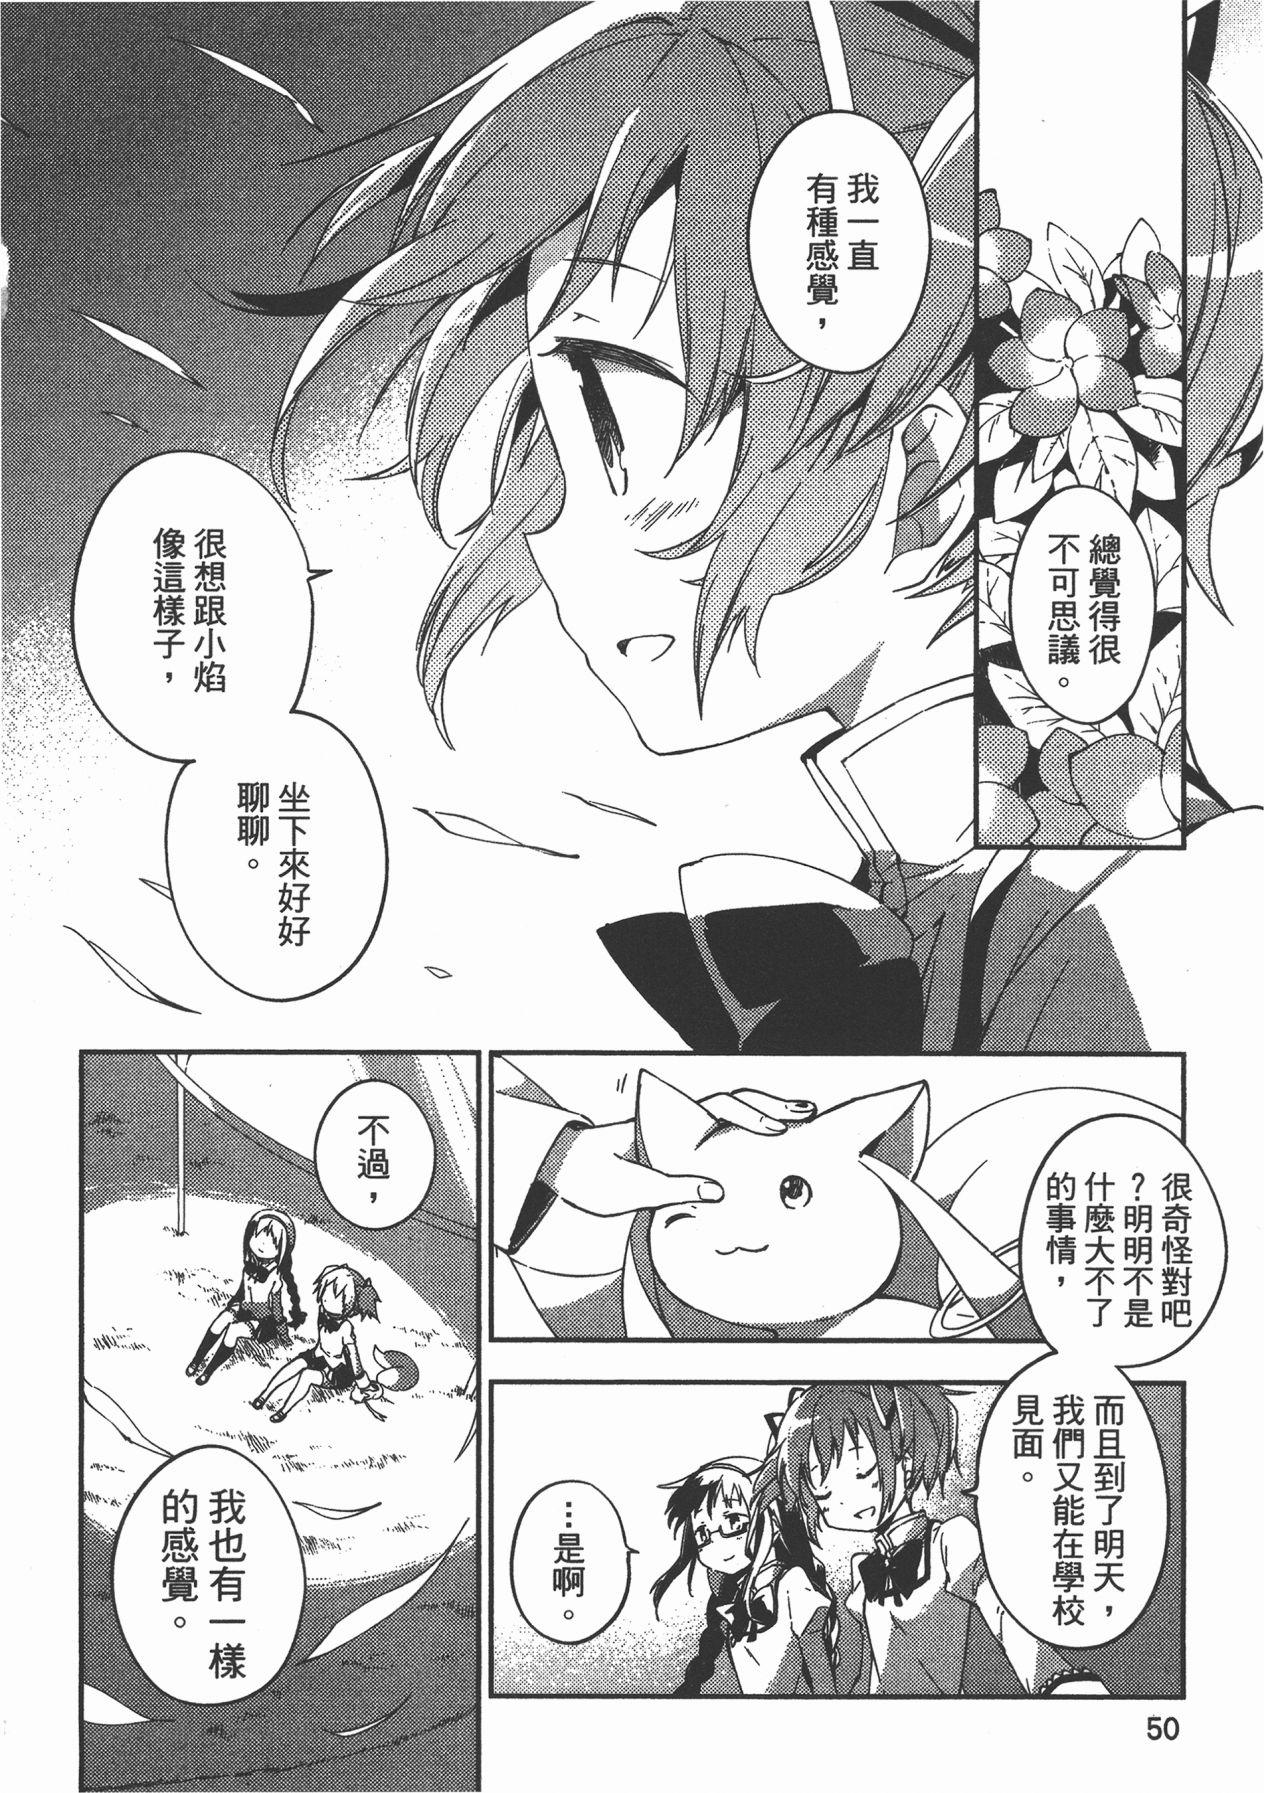 總覺得很
不可思議。
我一直
有種感覺，
很想跟小焰
像這樣子，
坐下來好好
聊聊。
很奇怪對吧
？明明不是
什麼大不了
的事情，
而且到了明天，
我們又能在學校
見面。
…是啊。
不過，
我也有一樣
的感覺。
50